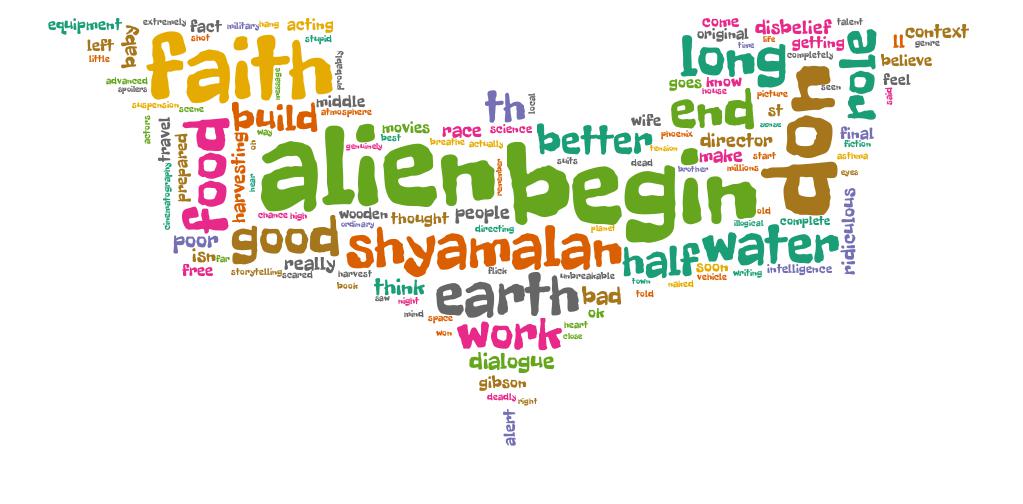 equipment
extremely
fact
military
hang
acting
come
disbelief
talent
left
baby
faith
shot
stupid
original
life
getting
ll
context
genre
little
message
probably
long
time
completely
role
believe
advanced
spoilers
goes
know
house
picture
seen
feel
said
suspension
scene
middle
atmosphere
th
local
end
st
don
actors
travel
food
build
way
movies
best
race
science
better
wife
phoenix
tension
director
sense
final
fiction
cinematography
prepared
harvesting
oh
hear
alien
genuinely
breathe
actually
remember
begin
suits
dead
brother
make
start
millions
asthma
eyes
chance
high
wooden
ordinary
thought
people
directing
planet
old
illogical
complete
ridiculous
poor
isn
far
good
shyamalan
half
water
free
storytelling
scared
really
harvest
flick
unbreakable
town
soon
vehicle
writing
intelligence
book
think
saw
night
earth
bad
ok
told
naked
mind
space
won
work
heart
close
dialogue
gibson
deadly
right
alert